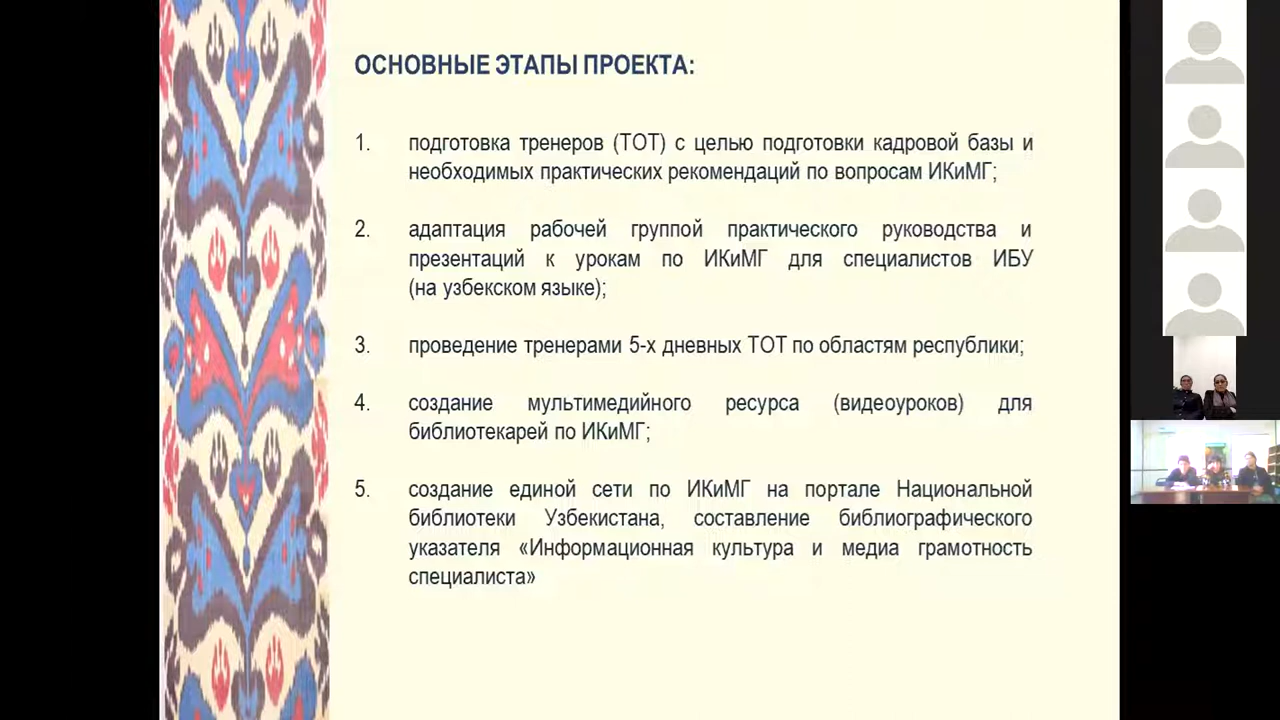 ОСНОВНЫЕ ЭТАПЫ ПРОЕКТА:
1. подготовка тренеров (ТОТ) с целью подготовки кадровой базы и
необходимых практических рекомендаций по вопросам ИКиМГ;
2. адаптация рабочей группой практического руководства и
презентаций к урокам по ИКиМГ для специалистов ИБУ
(на узбекском языке);
3. проведение тренерами 5-х дневных ТОТ по областям республики;
4. создание мультимедийного ресурса (видеоуроков) для
библиотекарей по ИКиМГ;
5. создание единой сети по ИКиМГ на портале Национальной
библиотеки Узбекистана, составление библиографического
указателя «Информационная культура и медиа грамотность
специалиста»